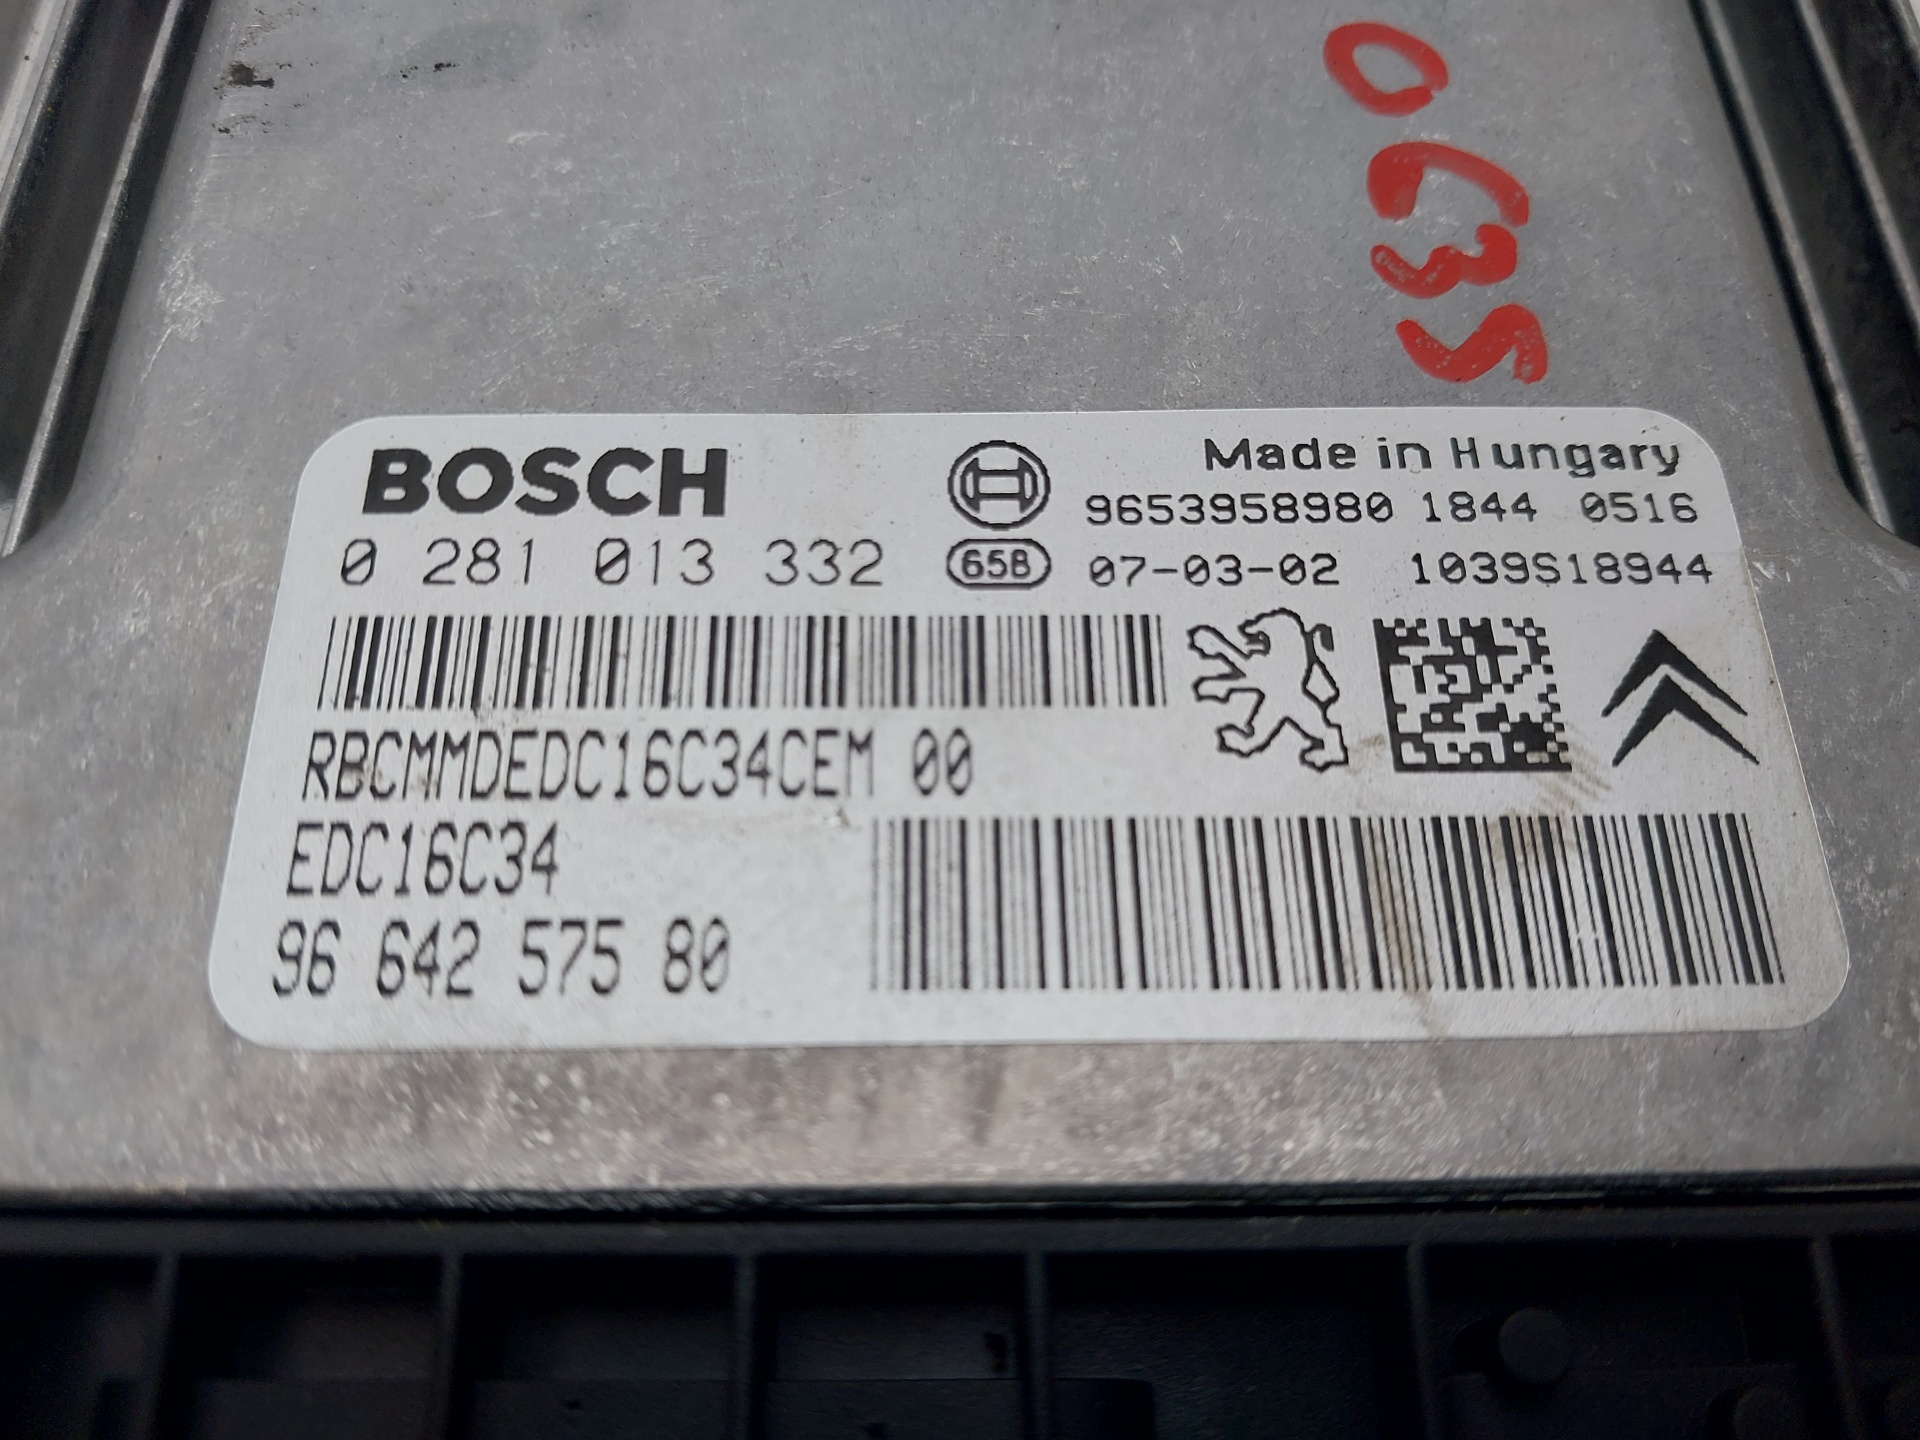 0635
BOSCH
Made in Hungary
9653958980 1844 0516
0 281 013 332
65B
07-03-02 1039S18944
RBCMMDEDC16C34CEM 00
EDC16C34
96 642 575 80